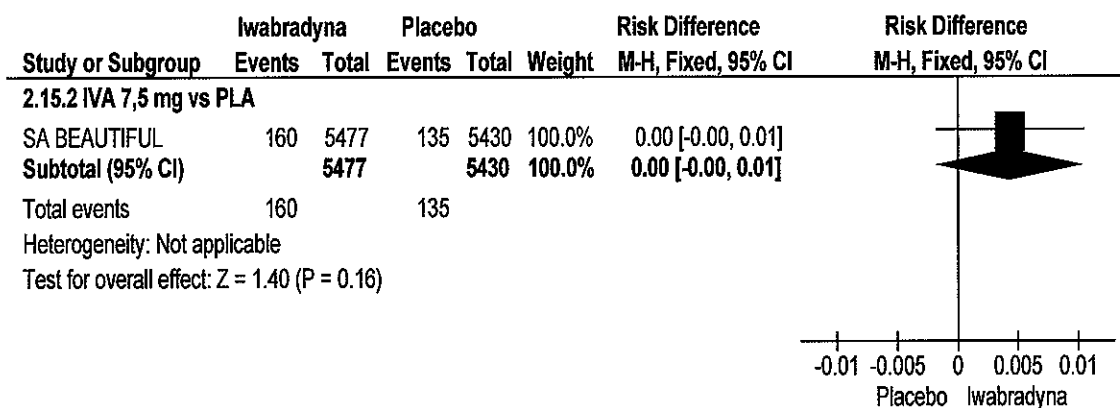 Iwabradyna Placebo Risk Difference Risk Difference
Study or Subgroup Events Total Events Total Weight M-H, Fixed, 95% CI M-H, Fixed, 95% CI
2.15.2 IVA 7,5 mg vs PLA
SA BEAUTIFUL 160 5477 135 5430 100.0% 0.00 [-0.00, 0.01]
Subtotal (95% CI) 5477 5430 100.0% 0.00 [-0.00, 0.01]
Total events 160 135
Heterogeneity: Not applicable
Test for overall effect: Z = 1.40 (P = 0.16)
-0.01 -0.005 0 0.005 0.01
Placebo Iwabradyna